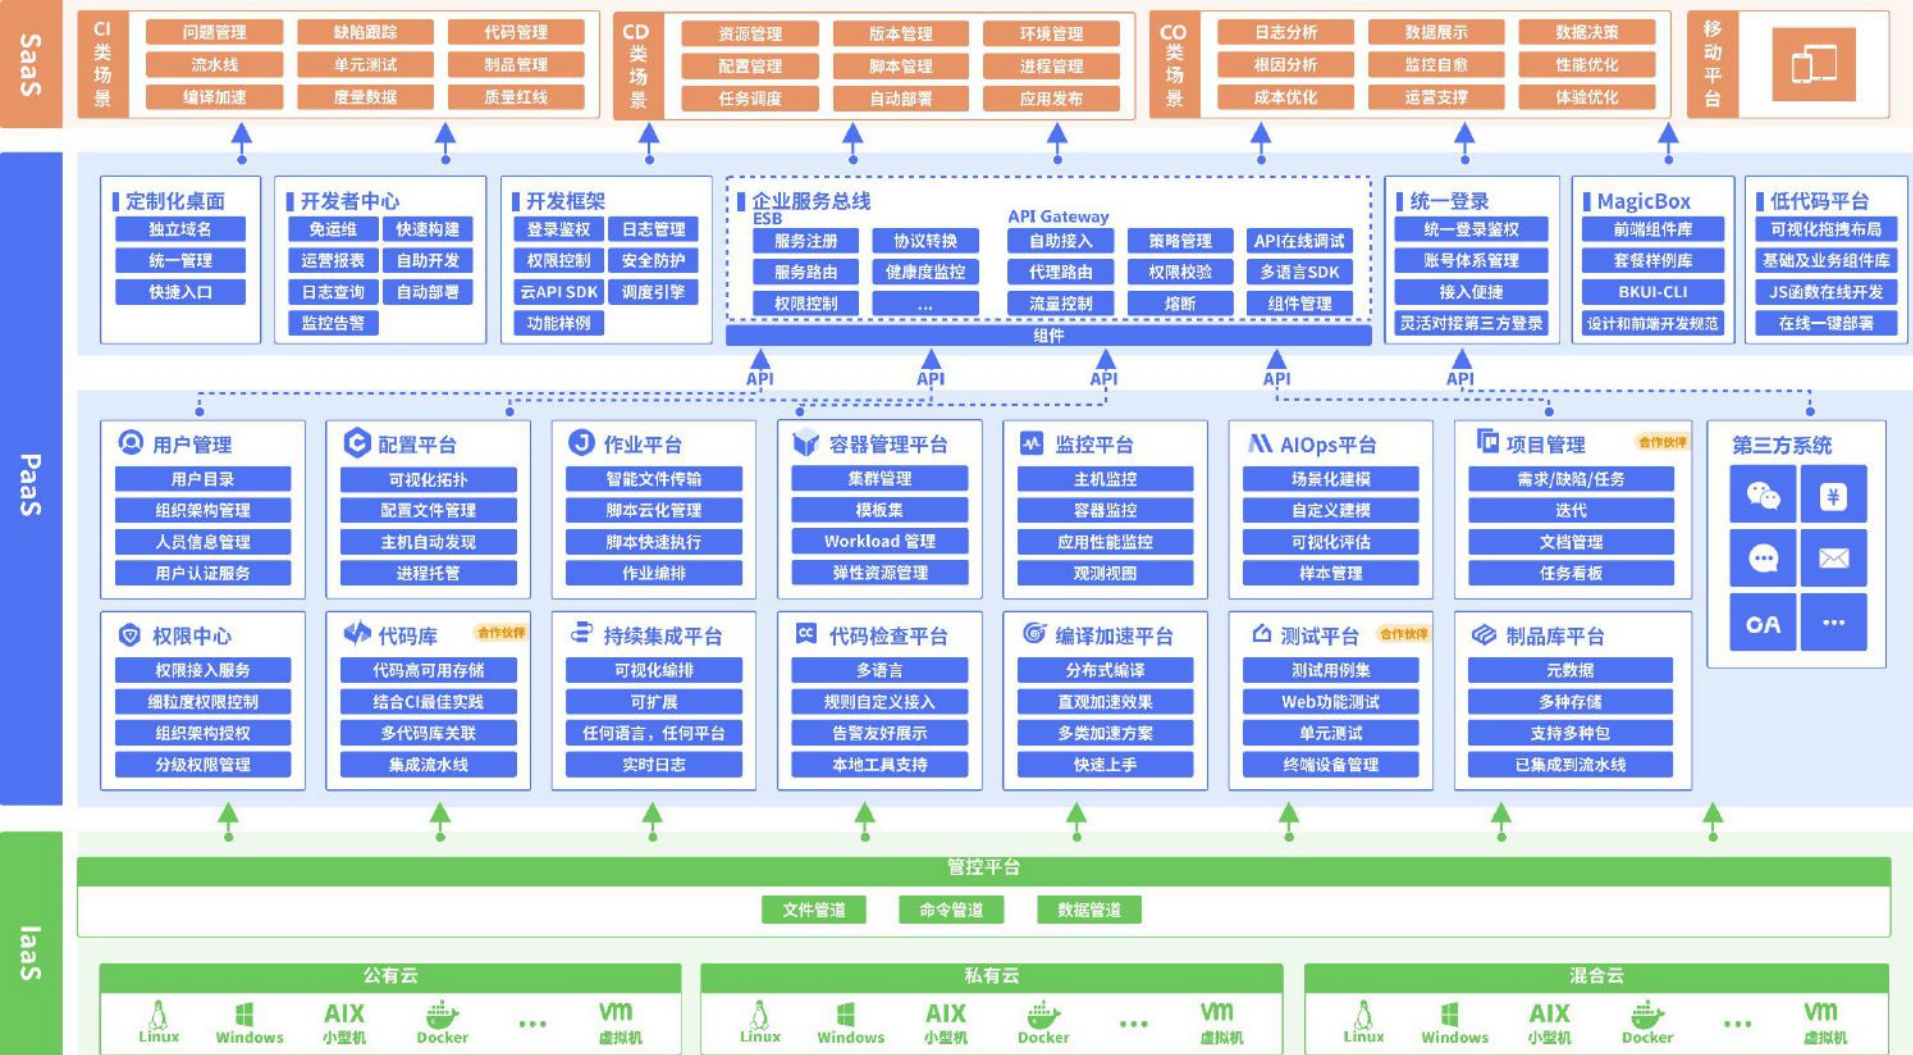 SaaS
CI类场景
问题管理 缺陷跟踪 代码管理
流水线 单元测试 制品管理
编译加速 度量数据 质量红线
CD类场景
资源管理 版本管理 环境管理
配置管理 脚本管理 进程管理
任务调度 自动部署 应用发布
CO类场景
日志分析 数据展示 数据决策
根因分析 监控自愈 性能优化
成本优化 运营支撑 体验优化
移动平台
PaaS
定制化桌面
独立域名
统一管理
快捷入口
开发者中心
免运维 快速构建
运营报表 自助开发
日志查询 自动部署
监控告警
开发框架
登录鉴权 日志管理
权限控制 安全防护
云API SDK 调度引擎
功能样例
企业服务总线
ESB
服务注册 协议转换
服务路由 健康度监控
权限控制 ...
API Gateway
自助接入 策略管理 API在线调试
代理路由 权限校验 多语言SDK
流量控制 熔断 组件管理
组件
统一登录
统一登录鉴权
账号体系管理
接入便捷
灵活对接第三方登录
MagicBox
前端组件库
套餐样例库
BKUI-CLI
设计和前端开发规范
低代码平台
可视化拖拽布局
基础及业务组件库
JS函数在线开发
在线一键部署
API API API API API
用户管理
用户目录
组织架构管理
人员信息管理
用户认证服务
配置平台
可视化拓扑
配置文件管理
主机自动发现
进程托管
作业平台
智能文件传输
脚本云化管理
脚本快速执行
作业编排
容器管理平台
集群管理
模板集
Workload 管理
弹性资源管理
监控平台
主机监控
容器监控
应用性能监控
观测视图
AIOps平台
场景化建模
自定义建模
可视化评估
样本管理
项目管理 合作伙伴
需求/缺陷/任务
迭代
文档管理
任务看板
第三方系统
¥
OA ...
权限中心
权限接入服务
细粒度权限控制
组织架构授权
分级权限管理
代码库 合作伙伴
代码高可用存储
结合CI最佳实践
多代码库关联
集成流水线
持续集成平台
可视化编排
可扩展
任何语言，任何平台
实时日志
CC 代码检查平台
多语言
规则自定义接入
告警友好展示
本地工具支持
编译加速平台
分布式编译
直观加速效果
多类加速方案
快速上手
测试平台 合作伙伴
测试用例集
Web功能测试
单元测试
终端设备管理
制品库平台
元数据
多种存储
支持多种包
已集成到流水线
IaaS
管控平台
文件管道 命令管道 数据管道
公有云
Linux Windows AIX小型机 Docker ... vm虚拟机
私有云
Linux Windows AIX小型机 Docker ... vm虚拟机
混合云
Linux Windows AIX小型机 Docker ... vm虚拟机